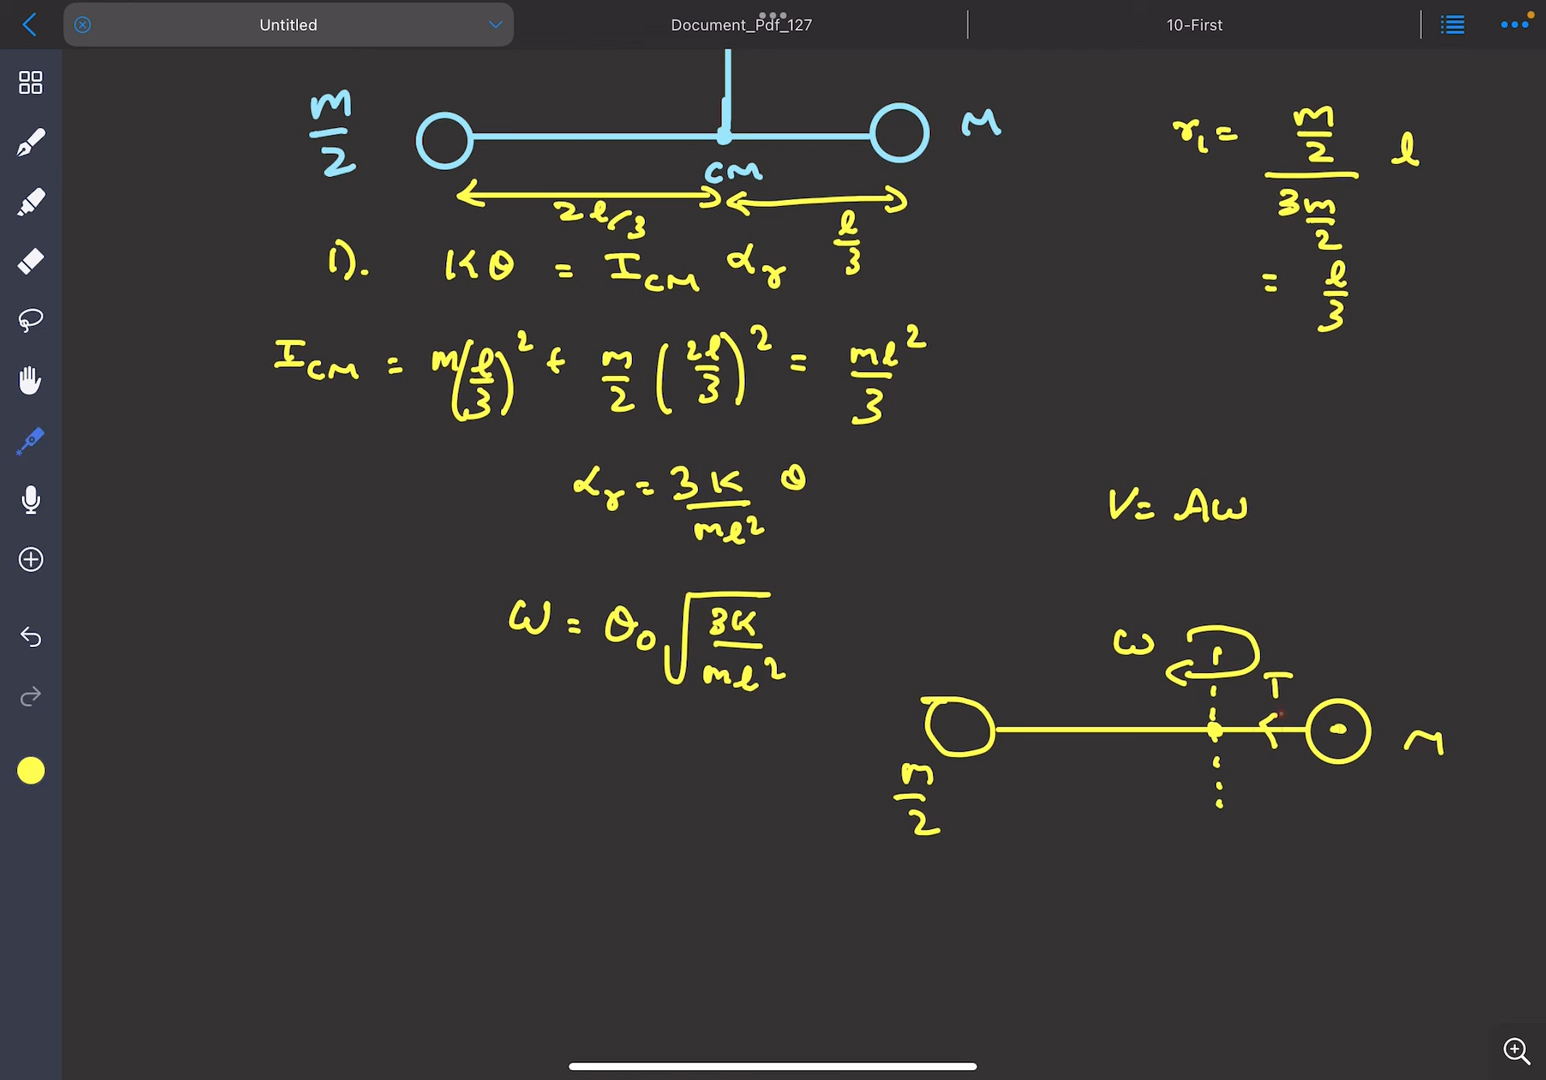 Untitled
Document_Pdf_127
10-First
m/2
M
CM
2l/3
l/3
r₁ = (m/2)/(3m/2) l
= l/3
1). Kθ = I_CM α_r
I_CM = m(l/3)² + m/2 (2l/3)² = ml²/3
α_r = 3K/ml² θ
V = Aω
ω = θ₀ √(3K/ml²)
ω
T
m/2
M